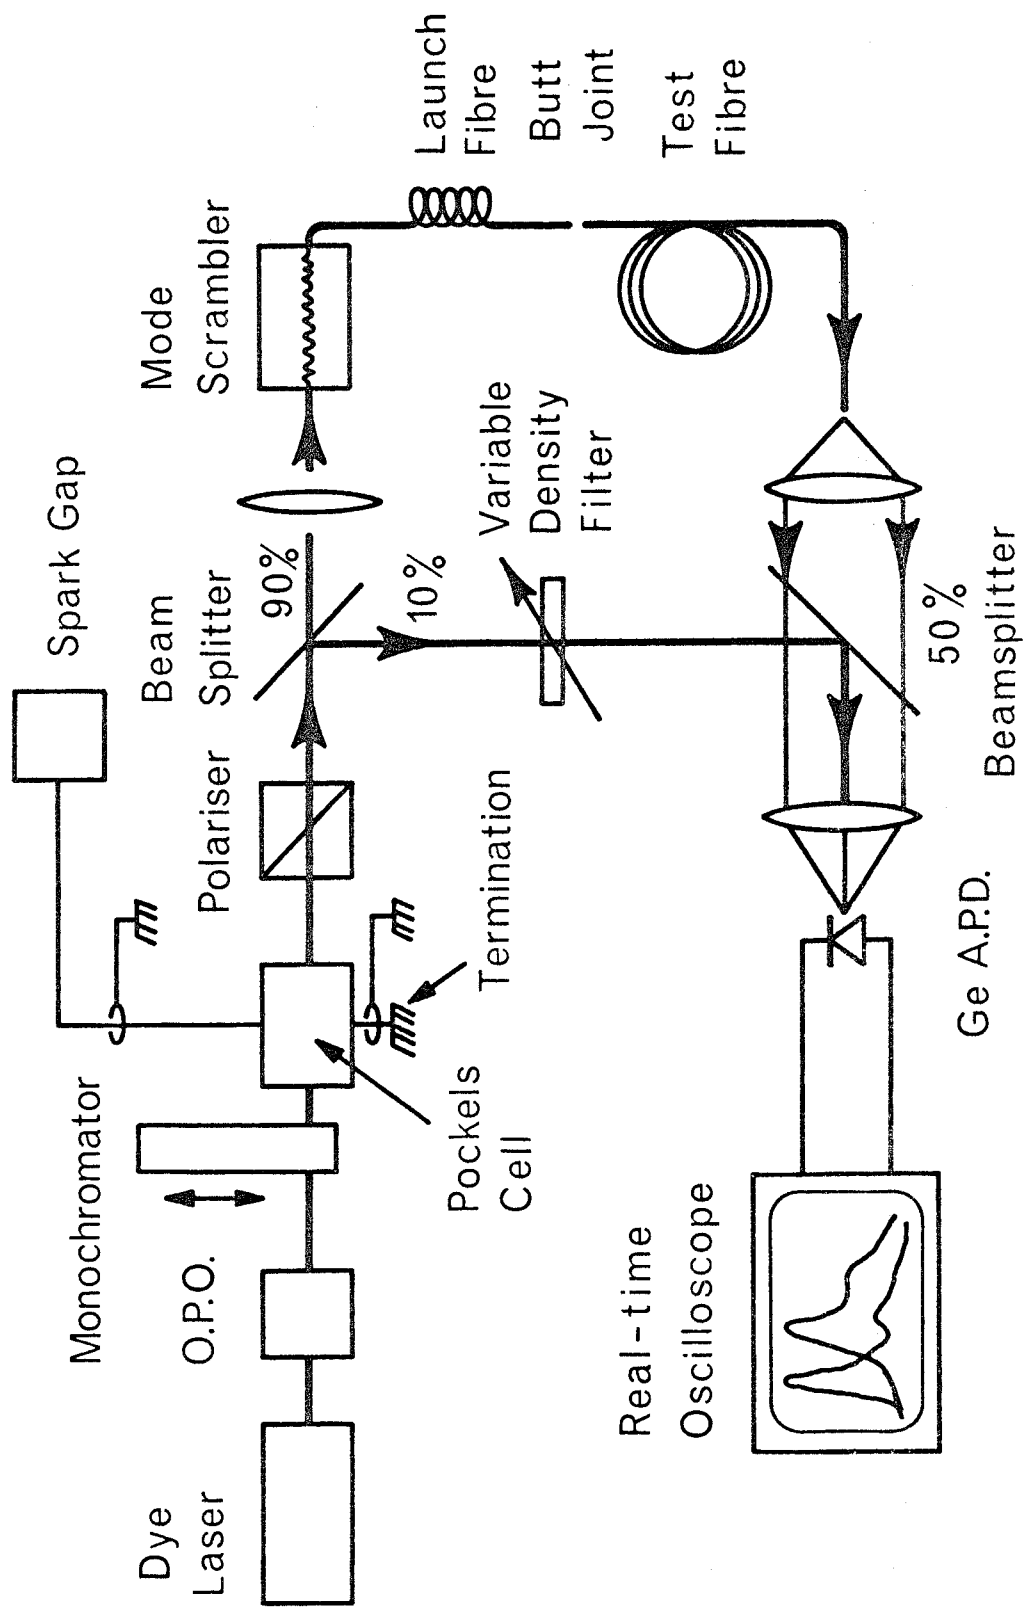 Spark Gap
Monochromator
Dye
Laser
O.P.O.
Polariser
Beam
Splitter
Mode
Scrambler
90%
10%
Pockels
Cell
Termination
Variable
Density
Filter
Launch
Fibre
Butt
Joint
Test
Fibre
Real-time
Oscilloscope
Ge A.P.D.
50%
Beamsplitter